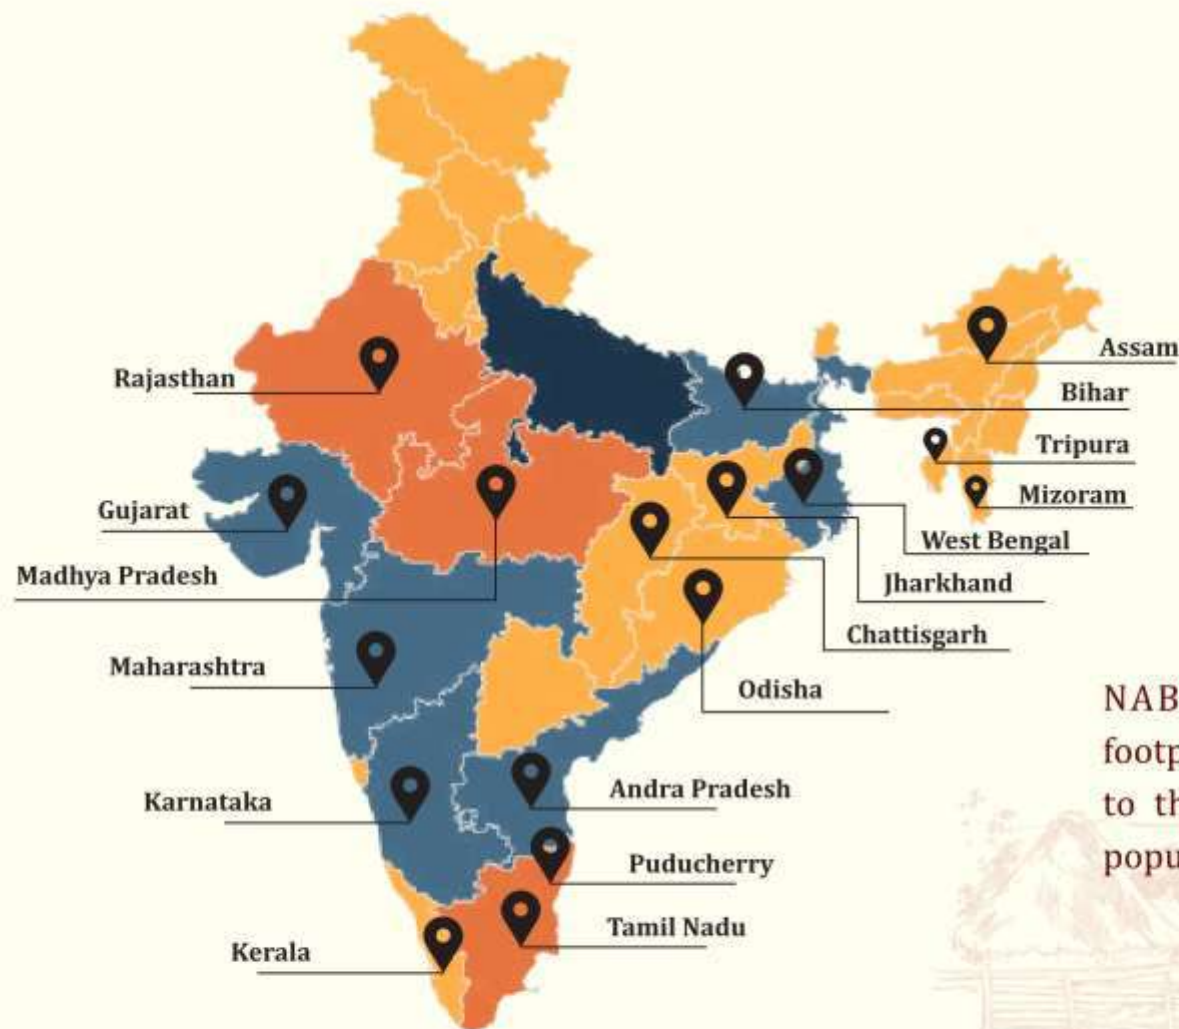 Assam
Rajasthan
Bihar
Tripura
Mizoram
Gujarat
West Bengal
Madhya Pradesh
Jharkhand
Chattisgarh
Maharashtra
Odisha
NAB
footp
to th
popu
Andra Pradesh
Karnataka
Puducherry
Tamil Nadu
Kerala